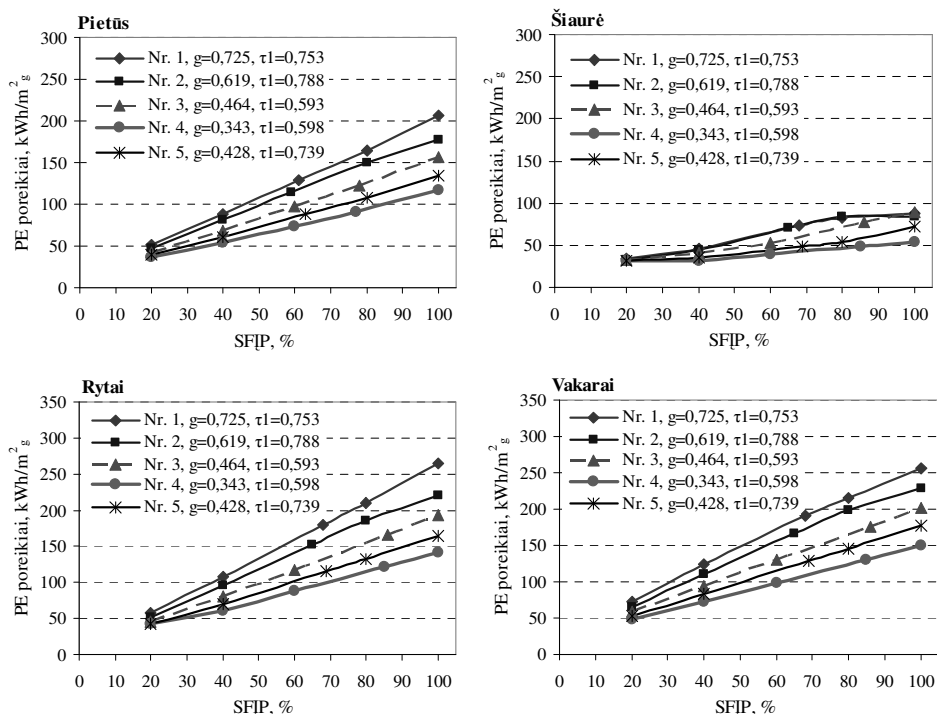 Pietūs
PE poreikiai, kWh/m²g
300
250
200
150
100
50
0
Nr. 1, g=0,725, τ1=0,753
Nr. 2, g=0,619, τ1=0,788
Nr. 3, g=0,464, τ1=0,593
Nr. 4, g=0,343, τ1=0,598
Nr. 5, g=0,428, τ1=0,739
0 10 20 30 40 50 60 70 80 90 100
SFĮP, %
Šiaurė
PE poreikiai, kWh/m²g
300
250
200
150
100
50
0
Nr. 1, g=0,725, τ1=0,753
Nr. 2, g=0,619, τ1=0,788
Nr. 3, g=0,464, τ1=0,593
Nr. 4, g=0,343, τ1=0,598
Nr. 5, g=0,428, τ1=0,739
0 10 20 30 40 50 60 70 80 90 100
SFĮP, %
Rytai
PE poreikiai, kWh/m²g
350
300
250
200
150
100
50
0
Nr. 1, g=0,725, τ1=0,753
Nr. 2, g=0,619, τ1=0,788
Nr. 3, g=0,464, τ1=0,593
Nr. 4, g=0,343, τ1=0,598
Nr. 5, g=0,428, τ1=0,739
0 10 20 30 40 50 60 70 80 90 100
SFĮP, %
Vakarai
PE poreikiai, kWh/m²g
350
300
250
200
150
100
50
0
Nr. 1, g=0,725, τ1=0,753
Nr. 2, g=0,619, τ1=0,788
Nr. 3, g=0,464, τ1=0,593
Nr. 4, g=0,343, τ1=0,598
Nr. 5, g=0,428, τ1=0,739
0 10 20 30 40 50 60 70 80 90 100
SFĮP, %